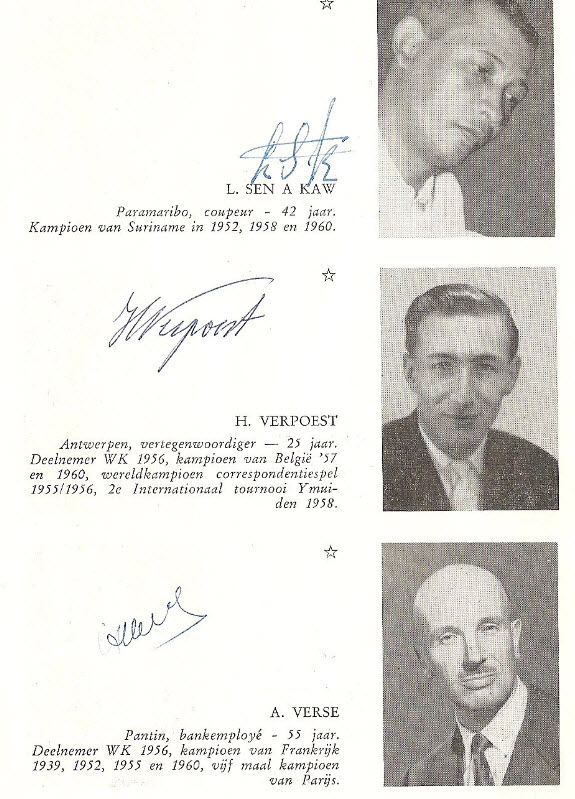 L. SEN A KAW
Paramaribo, coupeur - 42 jaar.
Kampioen van Suriname in 1952, 1958 en 1960.
HVerpoest
H. VERPOEST
Antwerpen, vertegenwoordiger — 25 jaar.
Deelnemer WK 1956, kampioen van België '57
en 1960, wereldkampioen correspondentiespel
1955/1956, 2e Internationaal tournooi Ymui-
den 1958.
A. VERSE
Pantin, bankemployé - 55 jaar.
Deelnemer WK 1956, kampioen van Frankrijk
1939, 1952, 1955 en 1960, vijf maal kampioen
van Parijs.